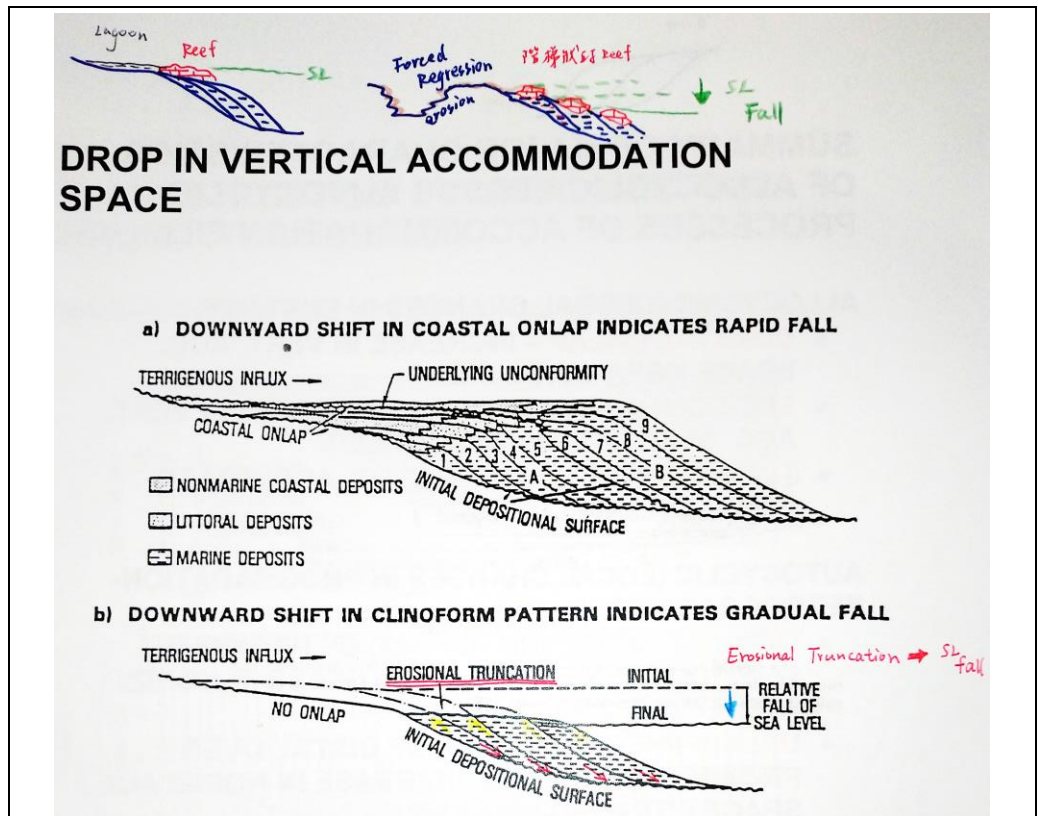 Lagoon
Reef
SL
Forced
Regression
erosion
階梯狀的 Reef
SL
Fall
DROP IN VERTICAL ACCOMMODATION
SPACE
a) DOWNWARD SHIFT IN COASTAL ONLAP INDICATES RAPID FALL
TERRIGENOUS INFLUX
UNDERLYING UNCONFORMITY
COASTAL ONLAP
1 2 3 4 5 6 7 8 9
A B
INITIAL DEPOSITIONAL SURFACE
NONMARINE COASTAL DEPOSITS
LITTORAL DEPOSITS
MARINE DEPOSITS
b) DOWNWARD SHIFT IN CLINOFORM PATTERN INDICATES GRADUAL FALL
Erosional Truncation → SL fall
TERRIGENOUS INFLUX
EROSIONAL TRUNCATION
INITIAL
NO ONLAP
FINAL
RELATIVE
FALL OF
SEA LEVEL
INITIAL DEPOSITIONAL SURFACE